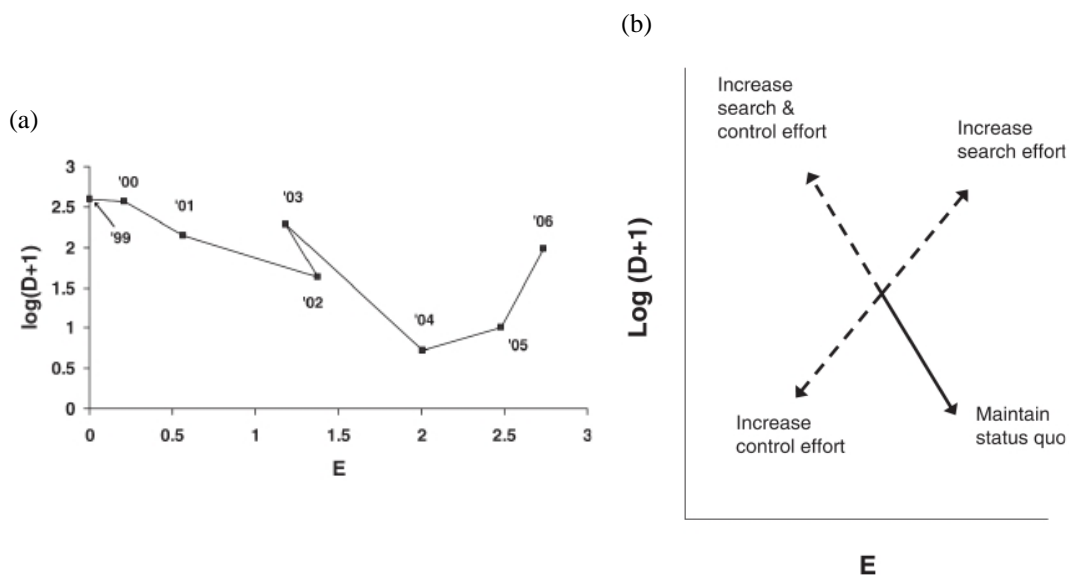 (a)
log(D+1)
3
2.5
2
1.5
1
0.5
0
0
0.5
1
1.5
2
2.5
3
E
'99
'00
'01
'02
'03
'04
'05
'06
(b)
Log (D+1)
Increase
search &
control effort
Increase
search effort
Increase
control effort
Maintain
status quo
E